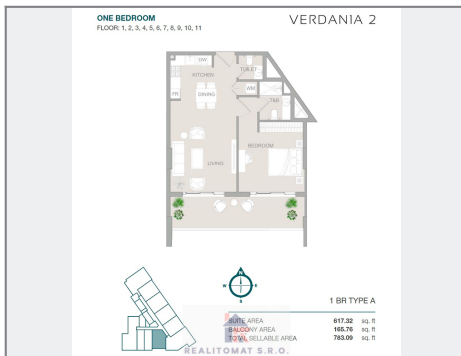 ONE BEDROOM
VERDANIA 2
FLOOR: 1, 2, 3, 4, 5, 6, 7, 8, 9, 10, 11
DW
TOILET
KITCHEN
WM
FR
DINING
T&B
BEDROOM
LIVING
N
W E
S
1 BR TYPE A
SUITE AREA 617.32 sq. ft
BALCONY AREA 165.76 sq. ft
TOTAL SELLABLE AREA 783.09 sq. ft
REALITOMAT S.R.O.